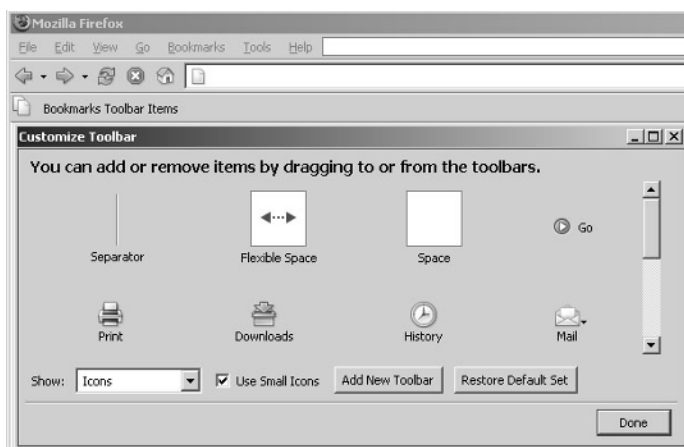 Mozilla Firefox
File Edit View Go Bookmarks Tools Help
Bookmarks Toolbar Items
Customize Toolbar
You can add or remove items by dragging to or from the toolbars.
Separator Flexible Space Space Go
Print Downloads History Mail
Show: Icons Use Small Icons Add New Toolbar Restore Default Set
Done